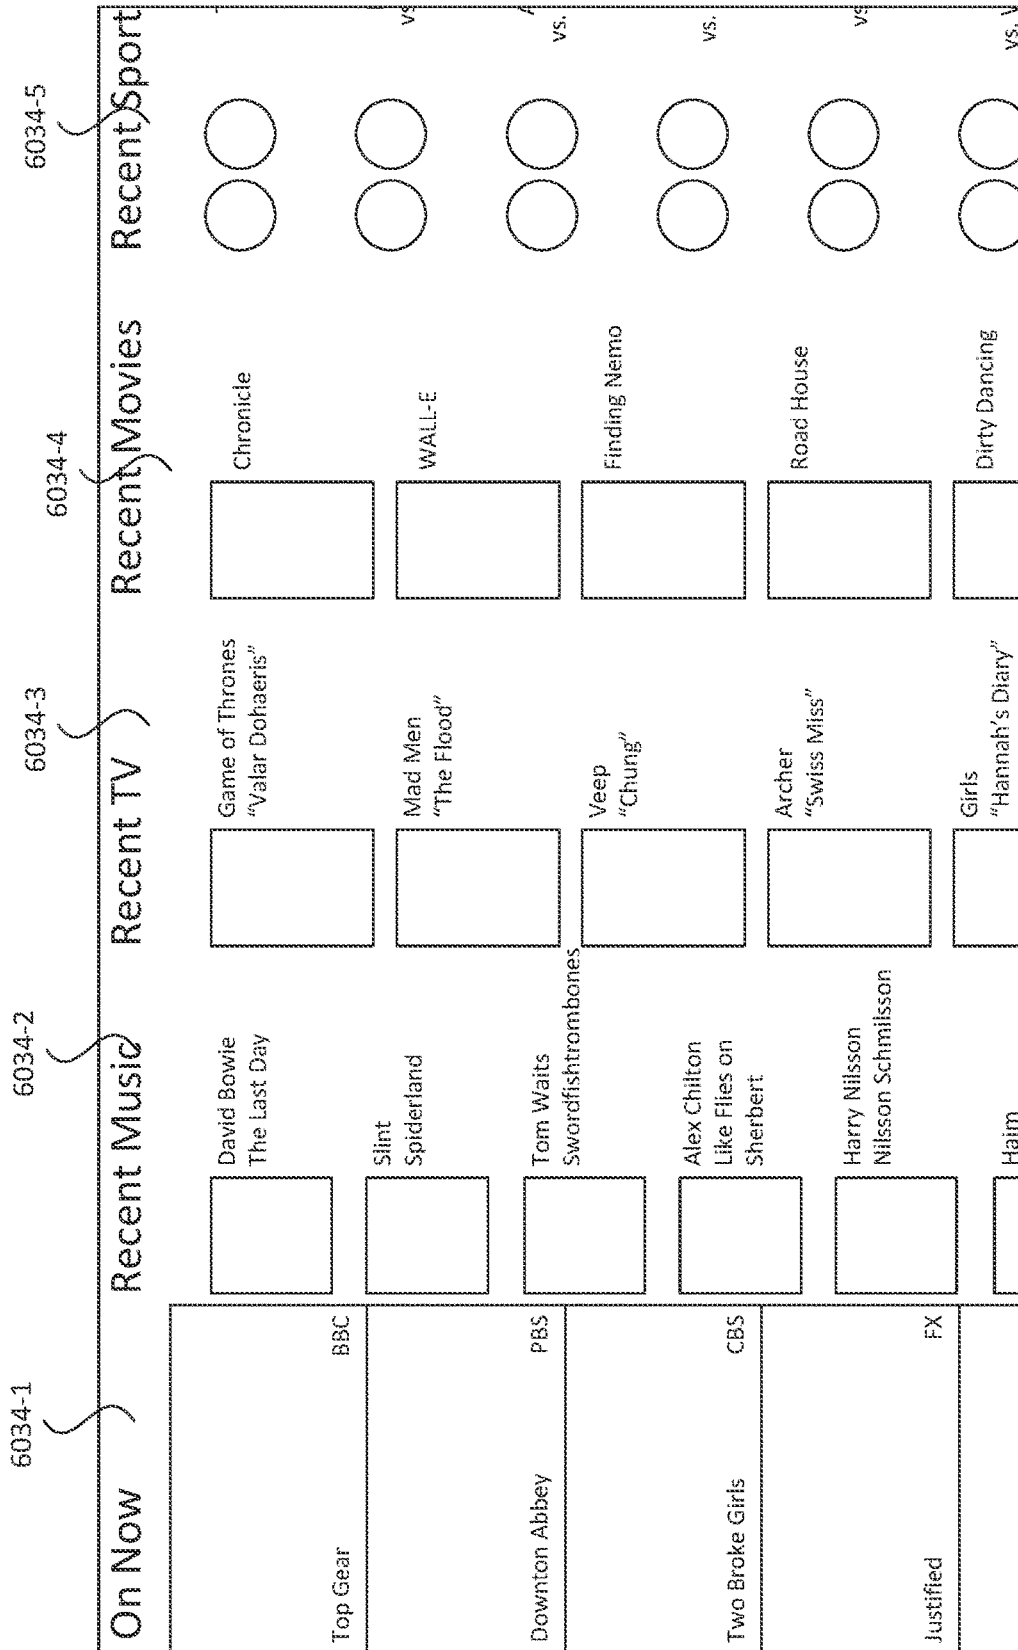 6034-1
6034-2
6034-3
6034-4
6034-5
On Now
Top Gear BBC
Downton Abbey PBS
Two Broke Girls CBS
Justified FX
Recent Music
David Bowie
The Last Day
Slint
Spiderland
Tom Waits
Swordfishtrombones
Alex Chilton
Like Flies on
Sherbert
Harry Nilsson
Nilsson Schmilsson
Haim
Recent TV
Game of Thrones
“Valar Dohaeris”
Mad Men
“The Flood”
Veep
“Chung”
Archer
“Swiss Miss”
Girls
“Hannah’s Diary”
Recent Movies
Chronicle
WALL-E
Finding Nemo
Road House
Dirty Dancing
Recent Sport
vs.
vs.
vs.
vs.
vs.